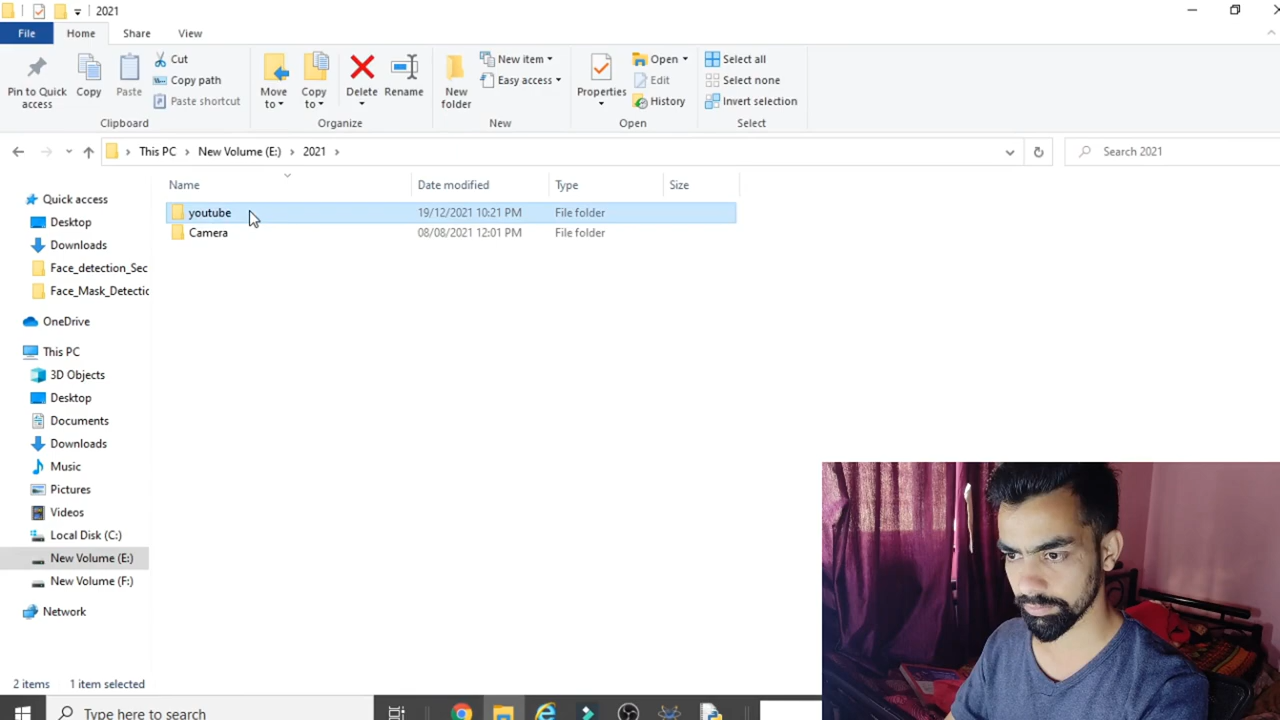 2021
File Home Share View
Pin to Quick access
Copy
Paste
Cut
Copy path
Paste shortcut
Clipboard
Move to
Copy to
Delete
Rename
Organize
New folder
New item
Easy access
New
Properties
Open
Edit
History
Open
Select all
Select none
Invert selection
Select
This PC New Volume (E:) 2021
Search 2021
Name Date modified Type Size
youtube 19/12/2021 10:21 PM File folder
Camera 08/08/2021 12:01 PM File folder
Quick access
Desktop
Downloads
Face_detection_Sec
Face_Mask_Detectic
OneDrive
This PC
3D Objects
Desktop
Documents
Downloads
Music
Pictures
Videos
Local Disk (C:)
New Volume (E:)
New Volume (F:)
Network
2 items 1 item selected
Type here to search